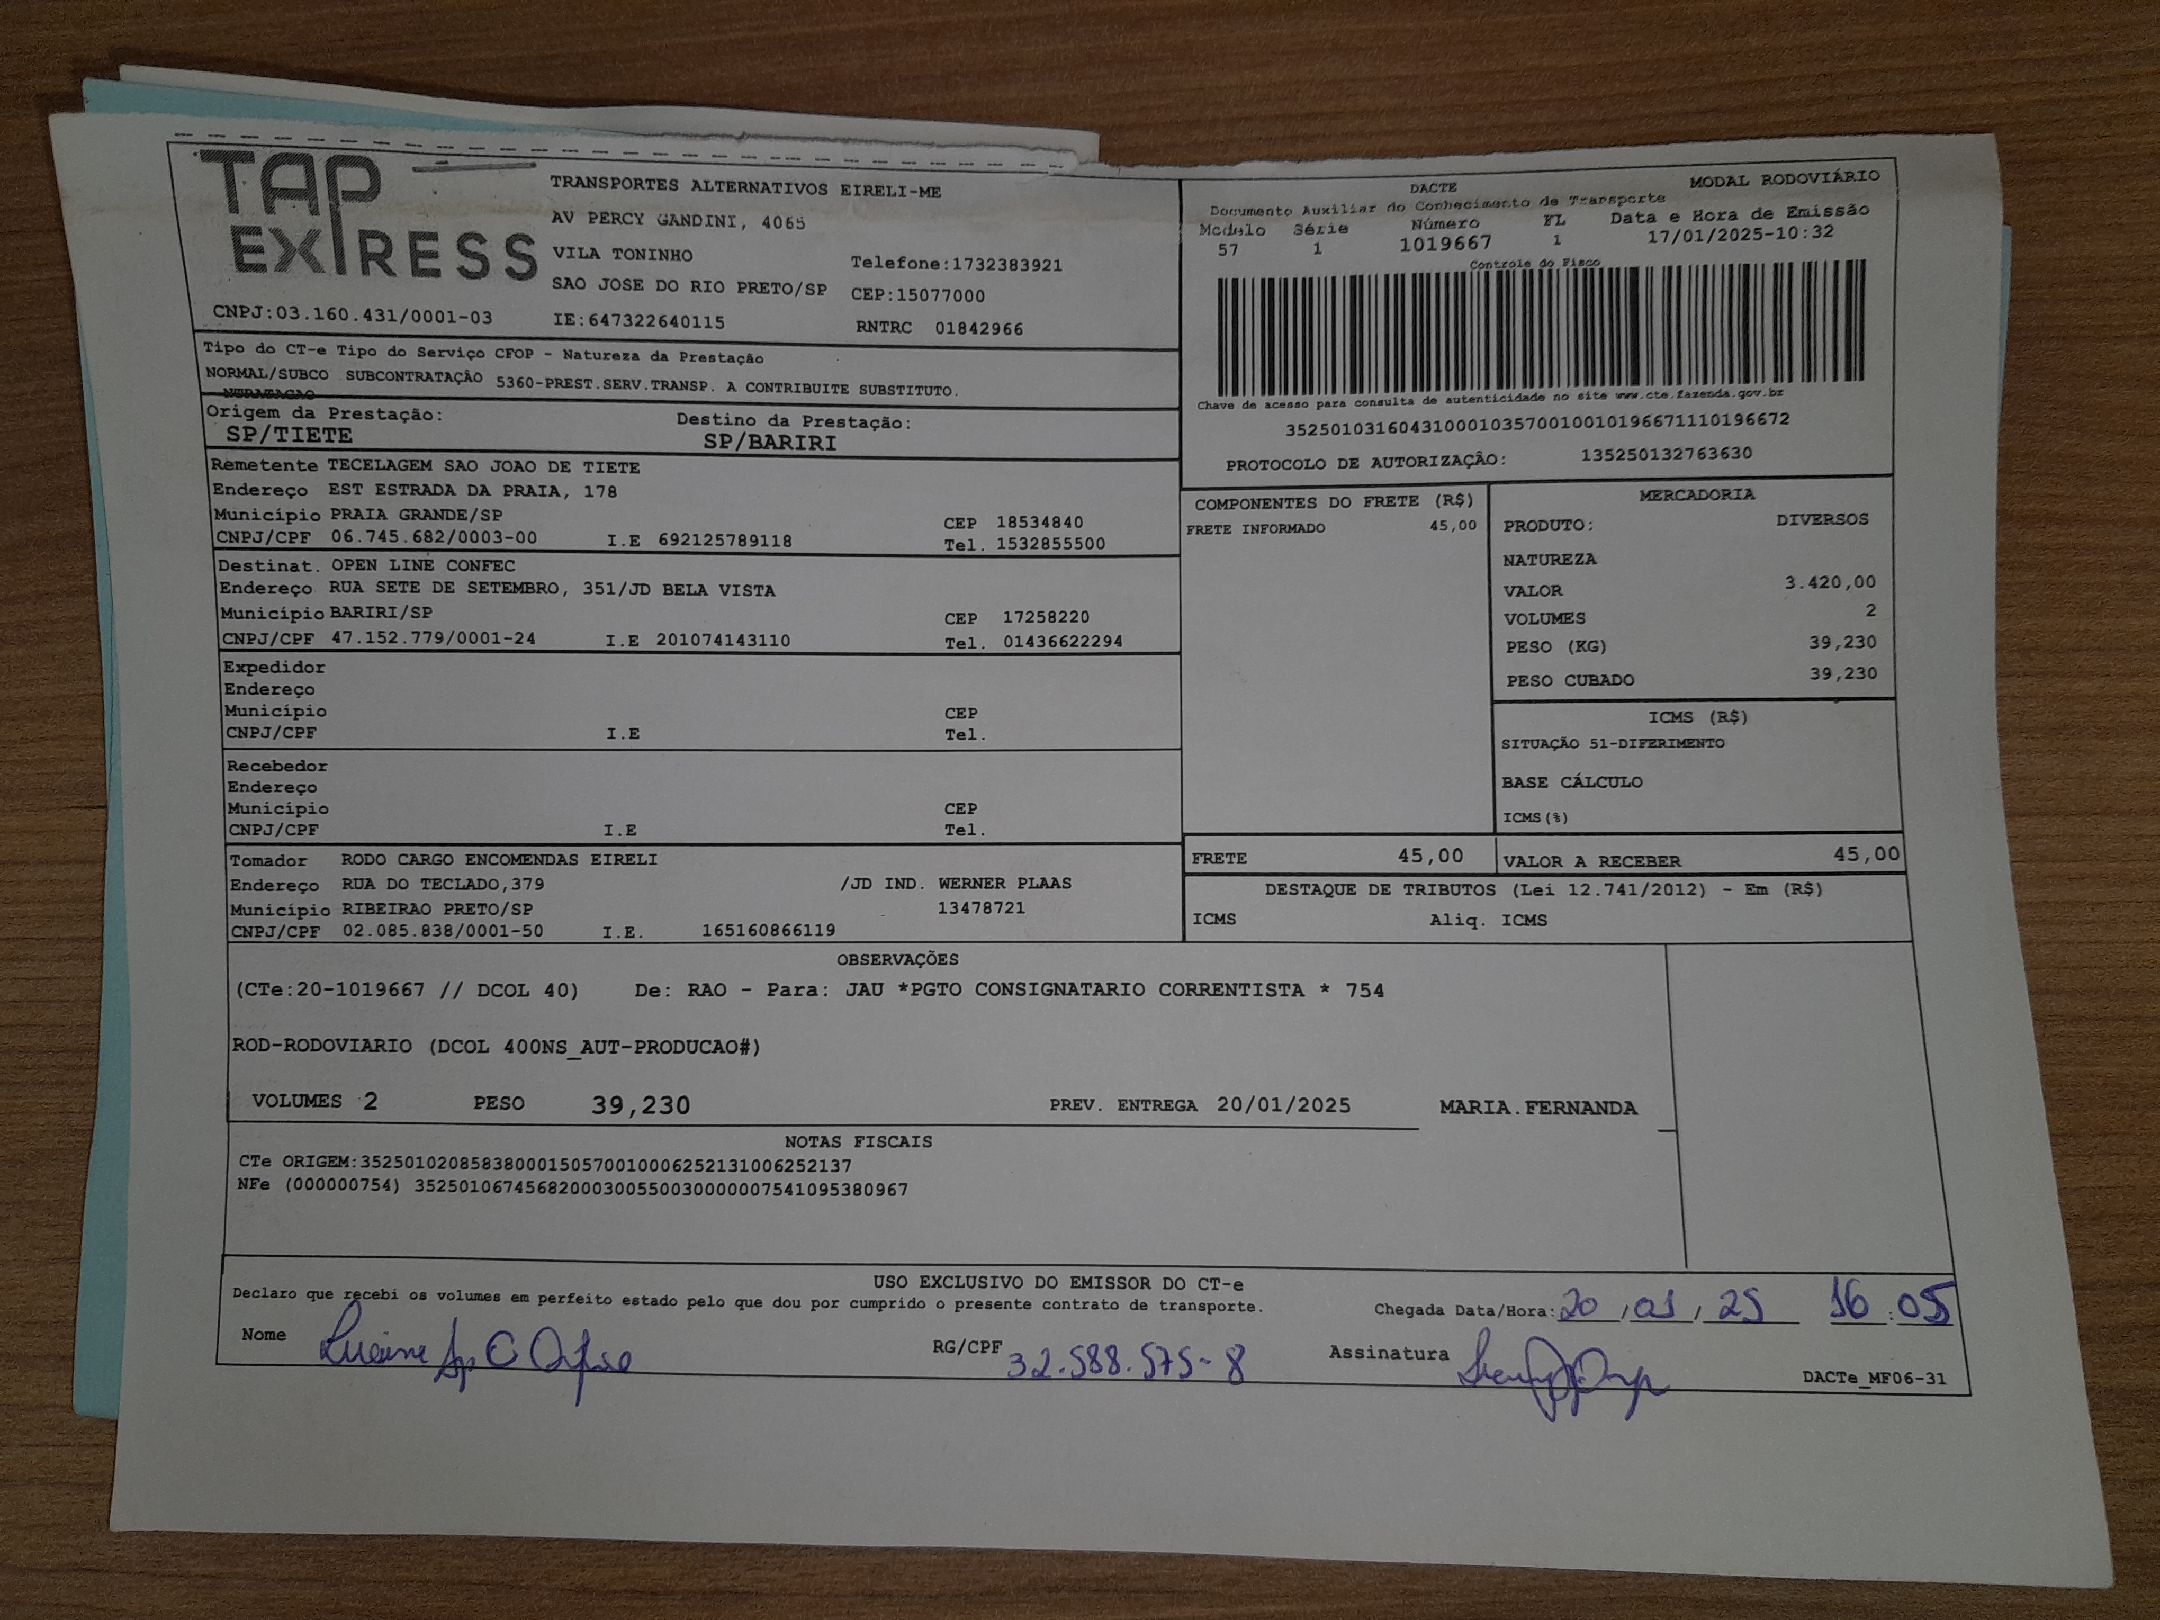 TAP EXPRESS
TRANSPORTES ALTERNATIVOS EIRELI-ME
AV PERCY GANDINI, 4065
VILA TONINHO Telefone:1732383921
SAO JOSE DO RIO PRETO/SP CEP:15077000
CNPJ:03.160.431/0001-03 IE:647322640115 RNTRC 01842966
DACTE MODAL RODOVIÁRIO
Documento Auxiliar do Conhecimento de Transporte
Modelo Série Número FL Data e Hora de Emissão
57 1 1019667 1 17/01/2025-10:32
Controle do Fisco
Chave de acesso para consulta de autenticidade no site www.cte.fazenda.gov.br
35250103160431000103570010010196671110196672
PROTOCOLO DE AUTORIZAÇÃO: 135250132763630
Tipo do CT-e Tipo do Serviço CFOP - Natureza da Prestação
NORMAL/SUBCO SUBCONTRATAÇÃO 5360-PREST.SERV.TRANSP. A CONTRIBUITE SUBSTITUTO.
NTRATACAO
Origem da Prestação: Destino da Prestação:
SP/TIETE SP/BARIRI
Remetente TECELAGEM SAO JOAO DE TIETE
Endereço EST ESTRADA DA PRAIA, 178
Município PRAIA GRANDE/SP CEP 18534840
CNPJ/CPF 06.745.682/0003-00 I.E 692125789118 Tel. 1532855500
Destinat. OPEN LINE CONFEC
Endereço RUA SETE DE SETEMBRO, 351/JD BELA VISTA
Município BARIRI/SP CEP 17258220
CNPJ/CPF 47.152.779/0001-24 I.E 201074143110 Tel. 01436622294
Expedidor
Endereço
Município CEP
CNPJ/CPF I.E Tel.
Recebedor
Endereço
Município CEP
CNPJ/CPF I.E Tel.
Tomador RODO CARGO ENCOMENDAS EIRELI
Endereço RUA DO TECLADO,379 /JD IND. WERNER PLAAS
Município RIBEIRAO PRETO/SP 13478721
CNPJ/CPF 02.085.838/0001-50 I.E. 165160866119
COMPONENTES DO FRETE (R$)
FRETE INFORMADO 45,00
MERCADORIA
PRODUTO: DIVERSOS
NATUREZA
VALOR 3.420,00
VOLUMES 2
PESO (KG) 39,230
PESO CUBADO 39,230
ICMS (R$)
SITUAÇÃO 51-DIFERIMENTO
BASE CÁLCULO
ICMS(%)
FRETE 45,00 VALOR A RECEBER 45,00
DESTAQUE DE TRIBUTOS (Lei 12.741/2012) - Em (R$)
ICMS Aliq. ICMS
OBSERVAÇÕES
(CTe:20-1019667 // DCOL 40) De: RAO - Para: JAU *PGTO CONSIGNATARIO CORRENTISTA * 754
ROD-RODOVIARIO (DCOL 400NS_AUT-PRODUCAO#)
VOLUMES 2 PESO 39,230 PREV. ENTREGA 20/01/2025 MARIA.FERNANDA
NOTAS FISCAIS
CTe ORIGEM:35250102085838000150570010006252131006252137
NFe (000000754) 35250106745682000300550030000007541095380967
USO EXCLUSIVO DO EMISSOR DO CT-e
Declaro que recebi os volumes em perfeito estado pelo que dou por cumprido o presente contrato de transporte. Chegada Data/Hora: 20/01/25 16:05
Nome RG/CPF 32.588.575-8 Assinatura
DACTe_MF06-31